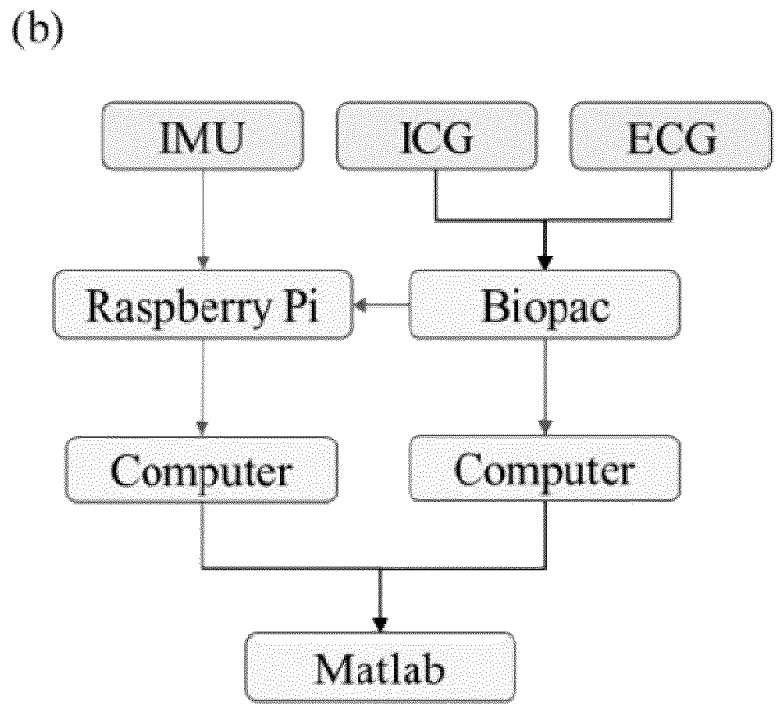 (b)
IMU
ICG
ECG
Raspberry Pi
Biopac
Computer
Computer
Matlab